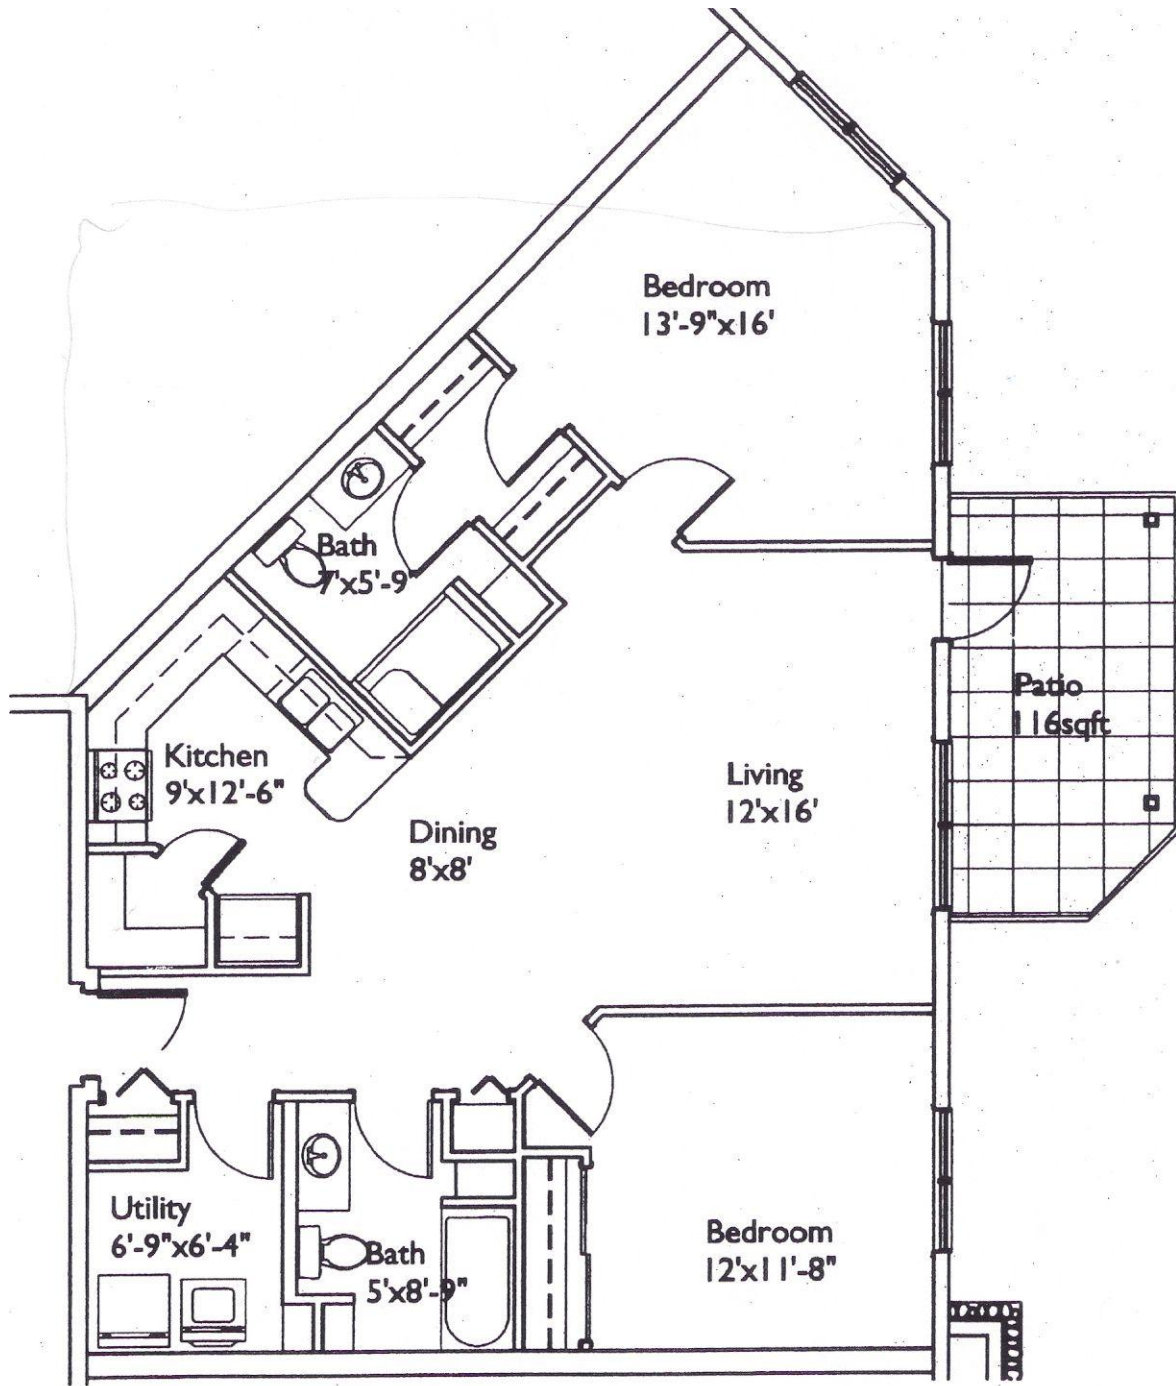 Bedroom
13'-9"x16'
Bath
7'x5'-9"
Patio
116sqft
Kitchen
9'x12'-6"
Living
12'x16'
Dining
8'x8'
Utility
6'-9"x6'-4"
Bath
5'x8'-9"
Bedroom
12'x11'-8"